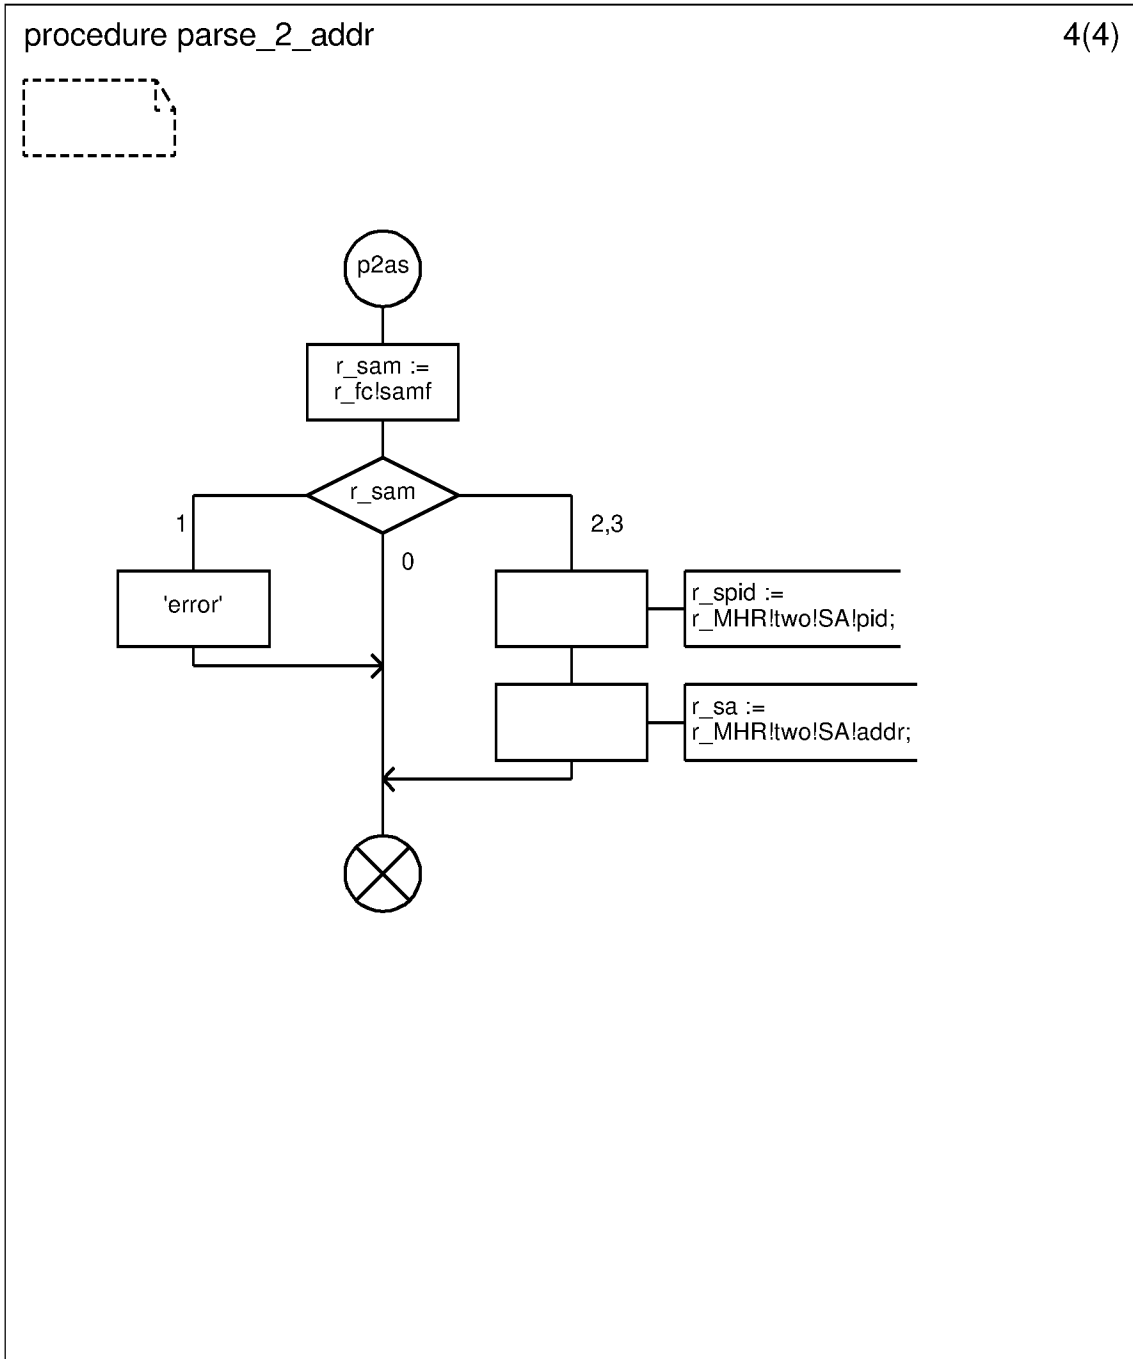 procedure parse_2_addr
4(4)
p2as
r_sam :=
r_fc!samf
r_sam
1
2,3
0
'error'
r_spid :=
r_MHR!two!SA!pid;
r_sa :=
r_MHR!two!SA!addr;